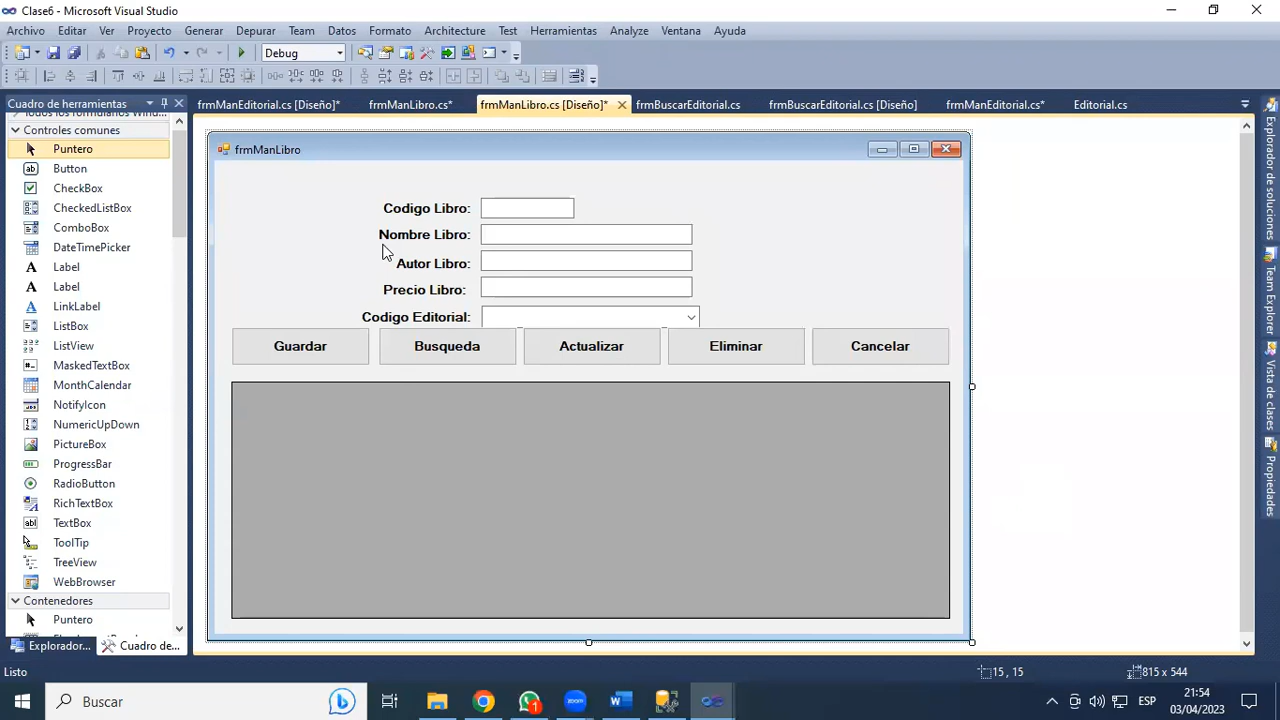 Clase6 - Microsoft Visual Studio
Archivo Editar Ver Proyecto Generar Depurar Team Datos Formato Architecture Test Herramientas Analyze Ventana Ayuda
Debug
Cuadro de herramientas
frmManEditorial.cs [Diseño]* frmManLibro.cs* frmManLibro.cs [Diseño]* frmBuscarEditorial.cs frmBuscarEditorial.cs [Diseño] frmManEditorial.cs* Editorial.cs
Controles comunes
Puntero
Button
CheckBox
CheckedListBox
ComboBox
DateTimePicker
Label
Label
LinkLabel
ListBox
ListView
MaskedTextBox
MonthCalendar
NotifyIcon
NumericUpDown
PictureBox
ProgressBar
RadioButton
RichTextBox
TextBox
ToolTip
TreeView
WebBrowser
Contenedores
Puntero
Explorador... Cuadro de...
frmManLibro
Codigo Libro:
Nombre Libro:
Autor Libro:
Precio Libro:
Codigo Editorial:
Guardar Busqueda Actualizar Eliminar Cancelar
Explorador de soluciones
Team Explorer
Vista de clases
Propiedades
Listo 15 , 15 815 x 544
Buscar
ESP
21:54
03/04/2023